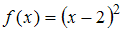 f(x) = (x − 2)²